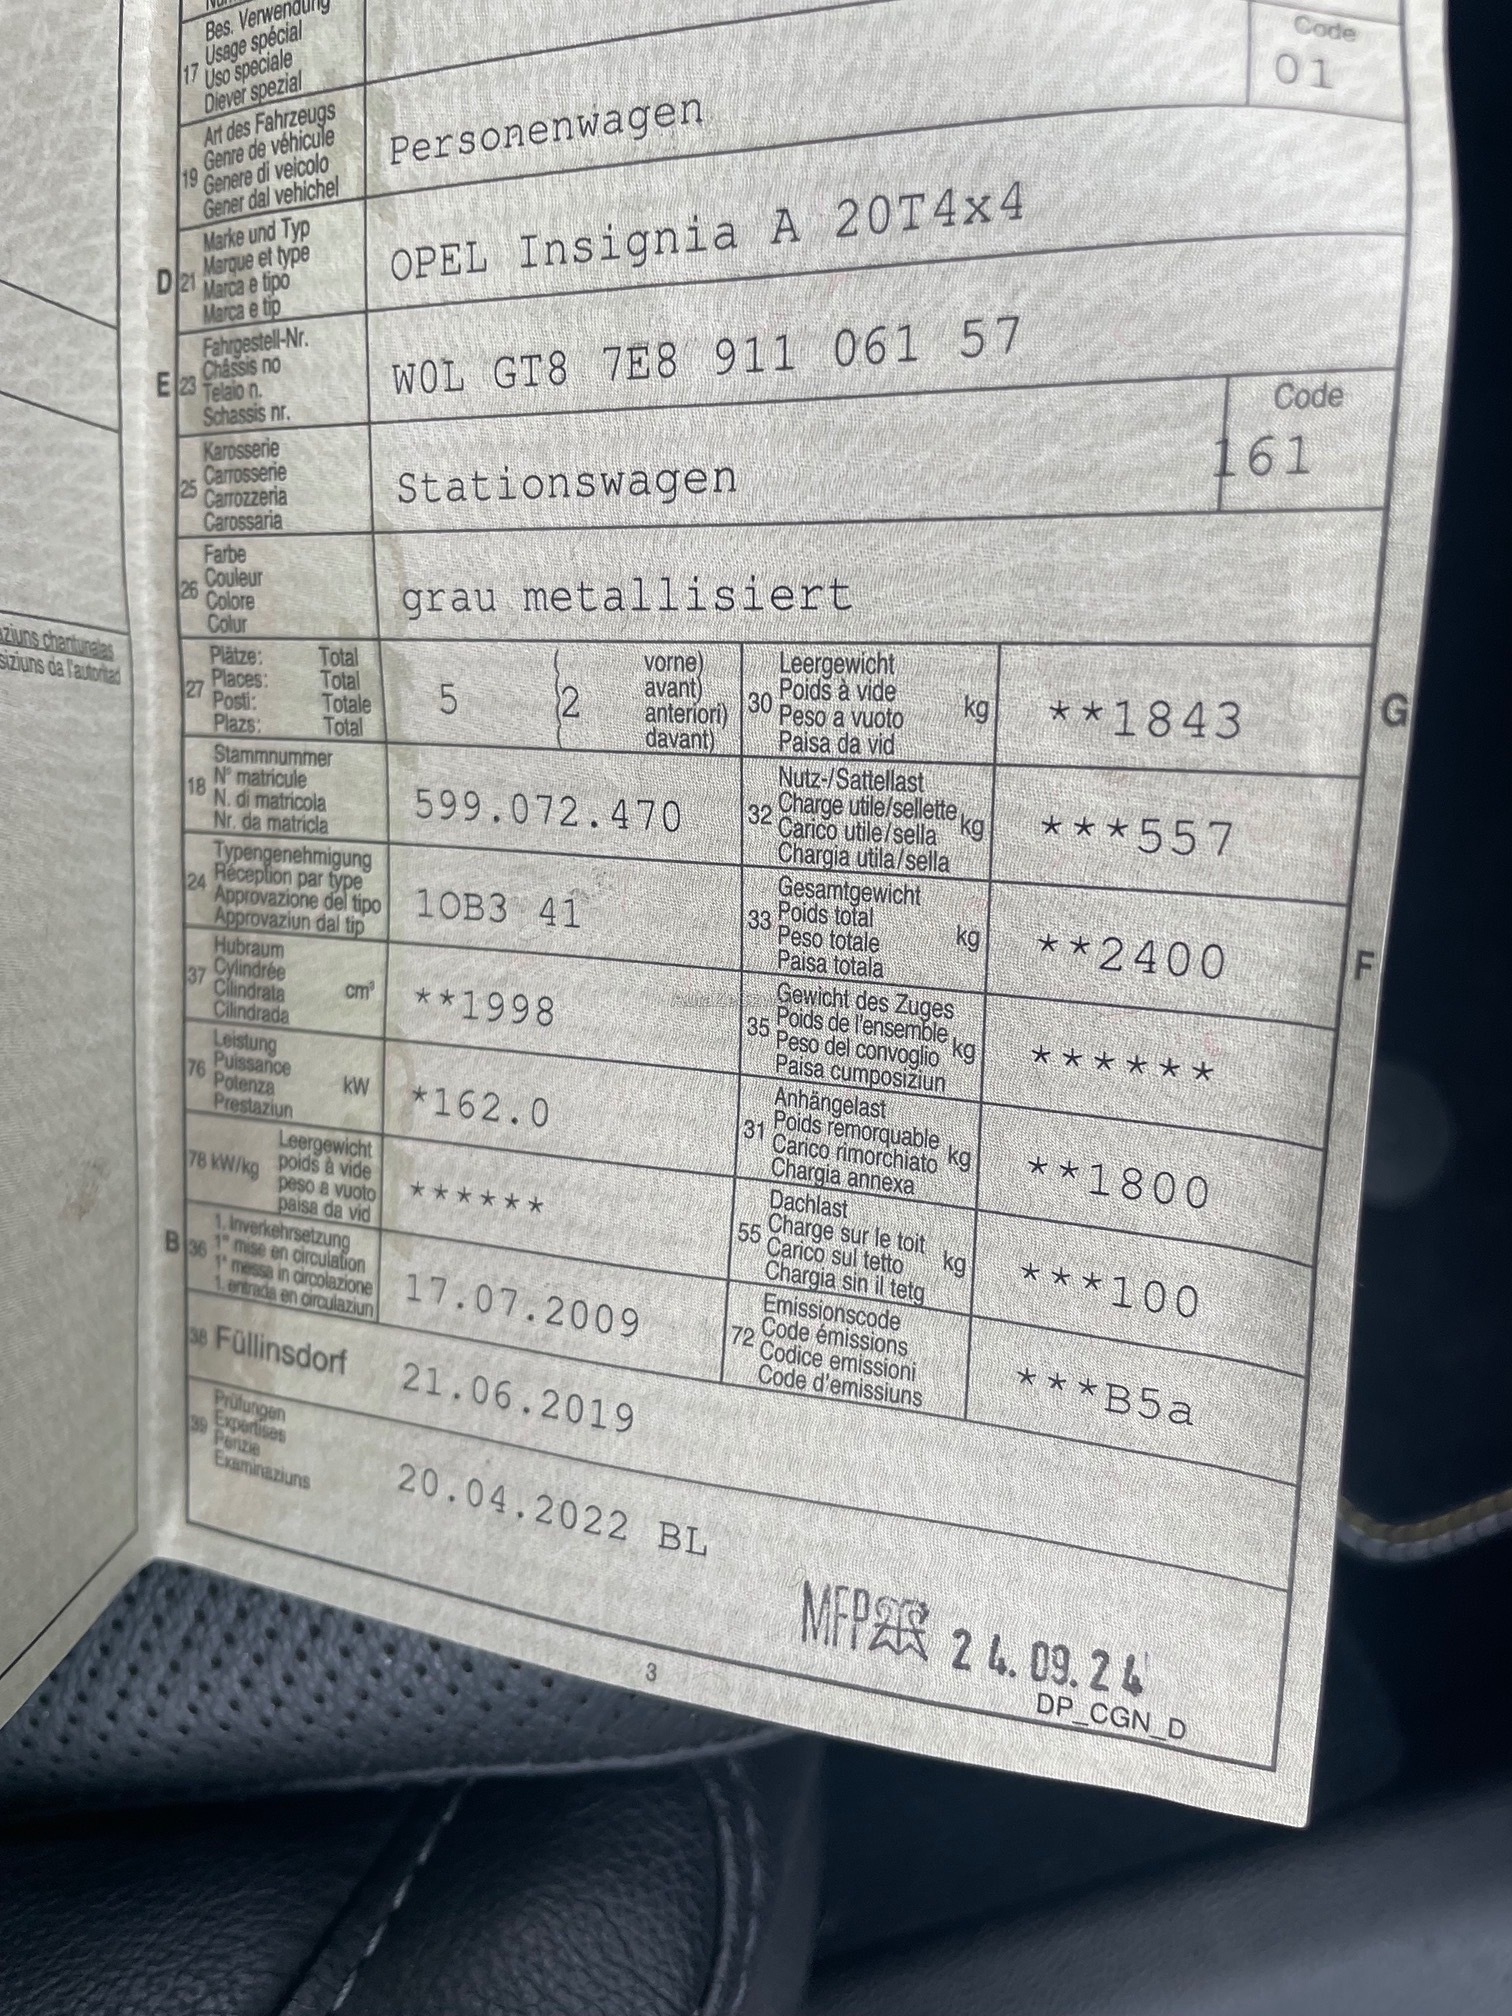 Bes. Verwendung
Usage spécial
17 Uso speciale
Diever spezial
Code
01
Art des Fahrzeugs
Genre de véhicule
19 Genere di veicolo
Gener dal vehichel
Personenwagen
Marke und Typ
D 21 Marque et type
Marca e tipo
Marca e tip
OPEL Insignia A 20T4x4
Fahrgestell-Nr.
Châssis no
E 23 Telaio n.
Schassis nr.
W0L GT8 7E8 911 061 57
Karosserie
25 Carrosserie
Carrozzeria
Carossaria
Stationswagen
Code
161
Farbe
26 Couleur
Colore
Colur
grau metallisiert
Plätze: Total
27 Places: Total
Posti: Totale
Plazs: Total
5 2
vorne)
avant)
anteriori)
davant)
Leergewicht
30 Poids à vide kg
Peso a vuoto
Paisa da vid
**1843
G
Stammnummer
18 N° matricule
N. di matricola
Nr. da matricla
599.072.470
Nutz-/Sattellast
32 Charge utile/sellette kg
Carico utile/sella
Chargia utila/sella
***557
Typengenehmigung
24 Réception par type
Approvazione del tipo
Approvaziun dal tip
1OB3 41
Gesamtgewicht
33 Poids total kg
Peso totale
Paisa totala
**2400
F
Hubraum
37 Cylindrée cm³
Cilindrata
Cilindrada
**1998
Gewicht des Zuges
35 Poids de l'ensemble kg
Peso del convoglio
Paisa cumposiziun
******
Leistung
76 Puissance kW
Potenza
Prestaziun
*162.0
Anhängelast
31 Poids remorquable kg
Carico rimorchiato
Chargia annexa
**1800
Leergewicht
78 kW/kg poids à vide
peso a vuoto
paisa da vid
******
Dachlast
55 Charge sur le toit kg
Carico sul tetto
Chargia sin il tetg
***100
1. Inverkehrsetzung
B 36 1° mise en circulation
1° messa in circolazione
1. entrada en circulaziun
17.07.2009
Emissionscode
72 Code émissions
Codice emissioni
Code d'emissiuns
***B5a
38 Füllinsdorf 21.06.2019
Prüfungen
39 Expertises
Perizie
Examinaziuns
20.04.2022 BL
MFP 24.09.24
DP_CGN_D
3
aziuns chantunalas
siziuns da l'autoritad